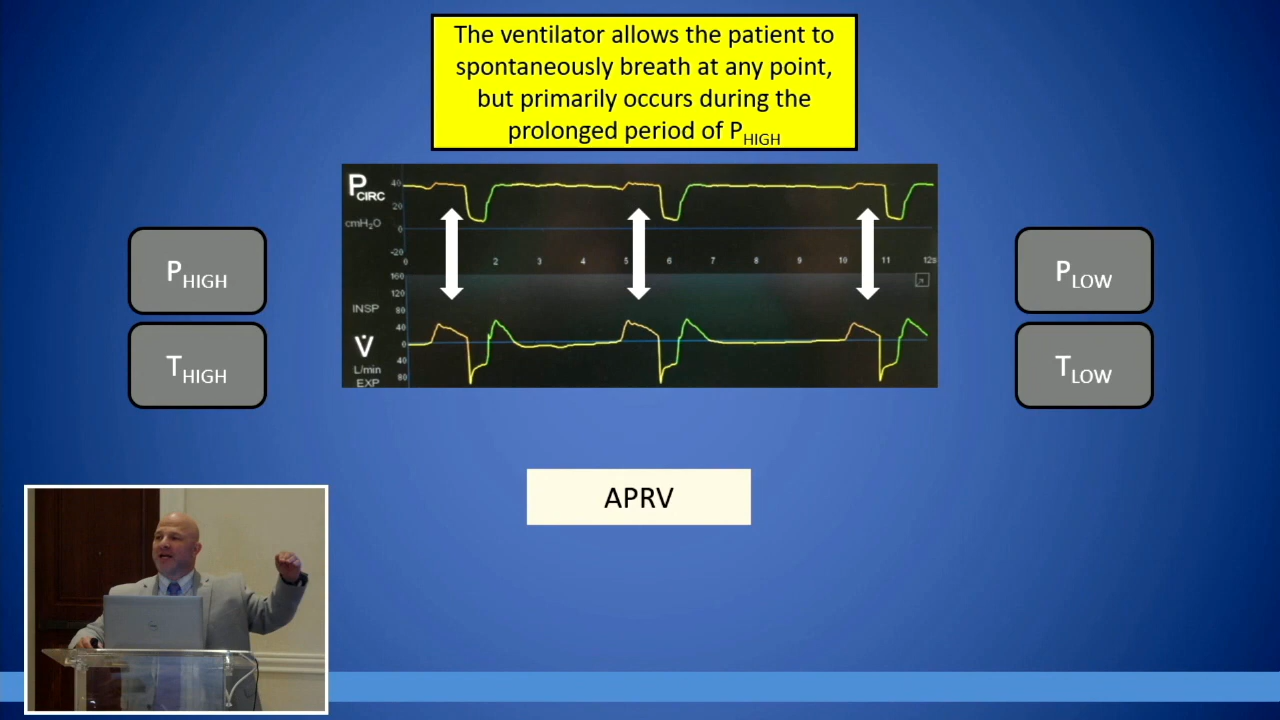 The ventilator allows the patient to
spontaneously breath at any point,
but primarily occurs during the
prolonged period of PHIGH
PCIRC
cmH2O
40
20
0
-20
0 2 3 4 5 6 7 8 9 10 11 12s
160
120
80
40
0
40
80
INSP
V̇
L/min
EXP
PHIGH
THIGH
PLOW
TLOW
APRV